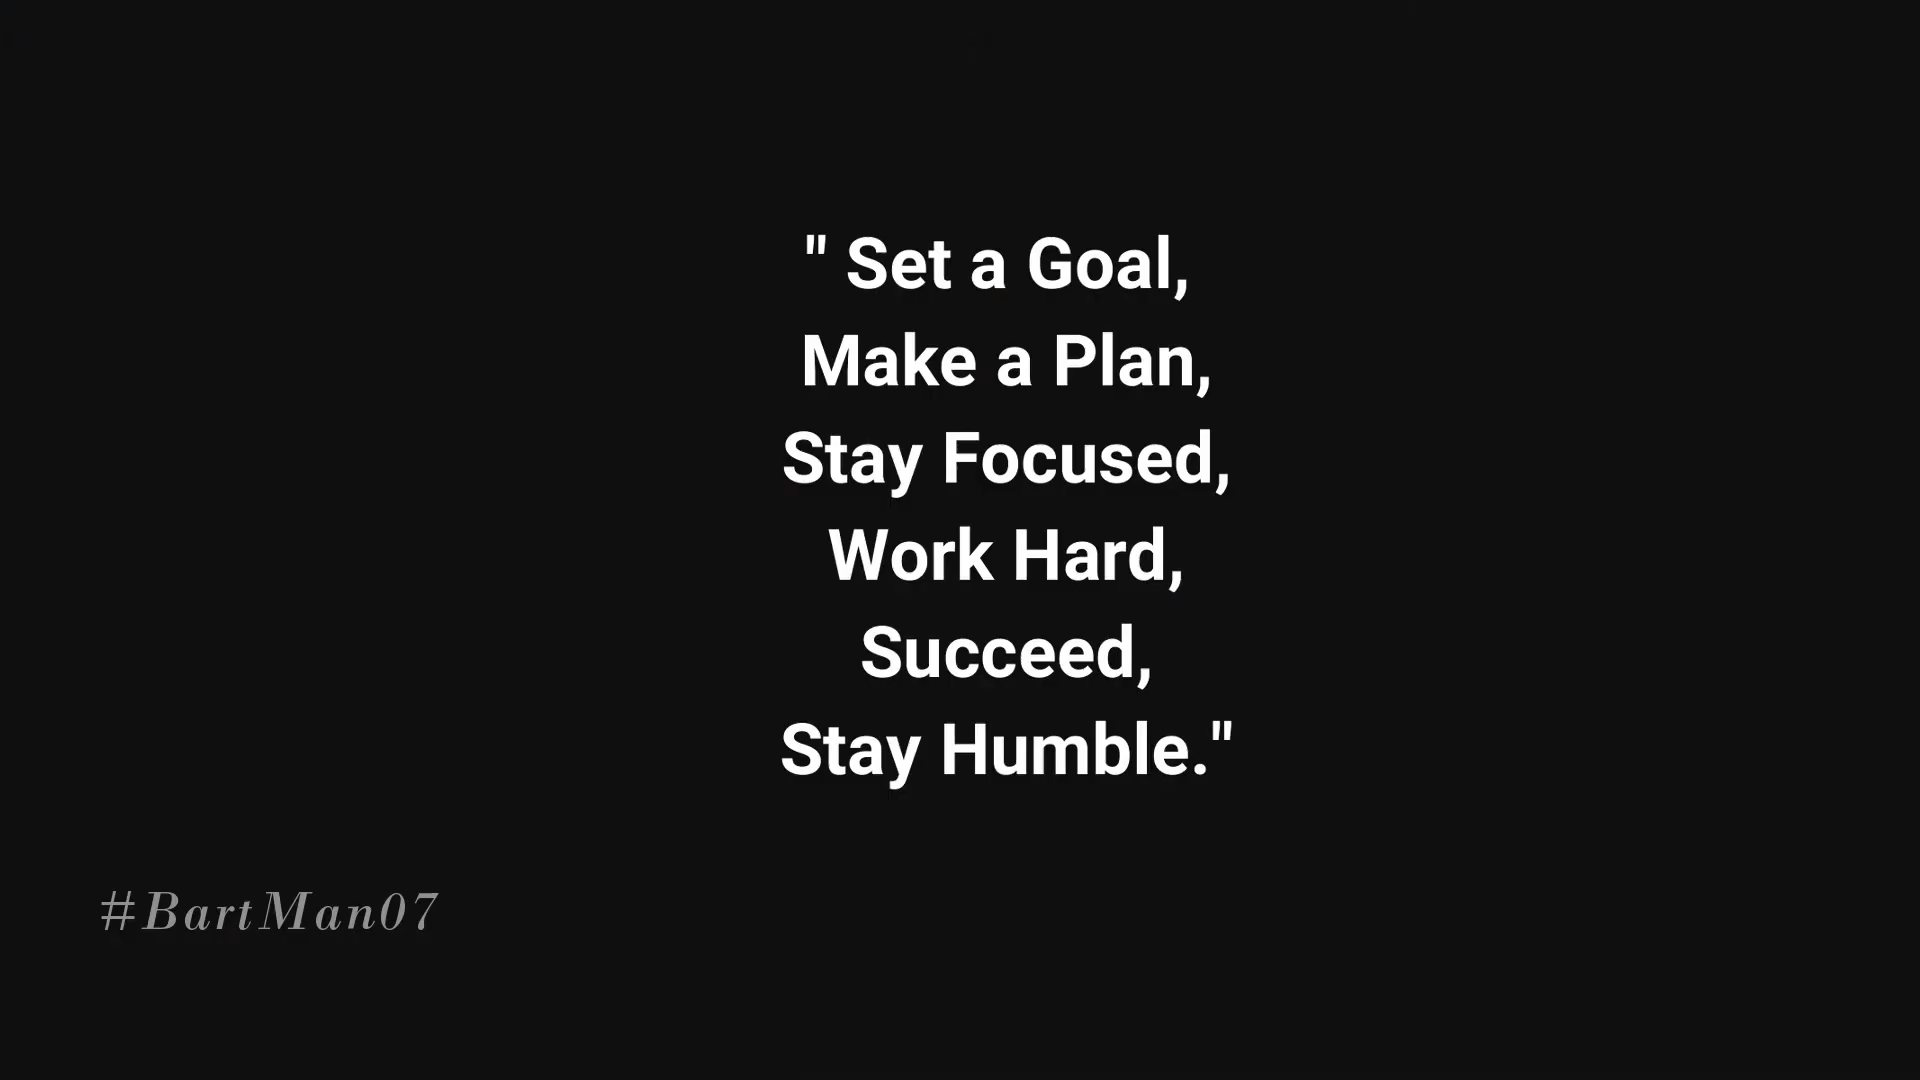 " Set a Goal,
Make a Plan,
Stay Focused,
Work Hard,
Succeed,
Stay Humble."
#BartMan07